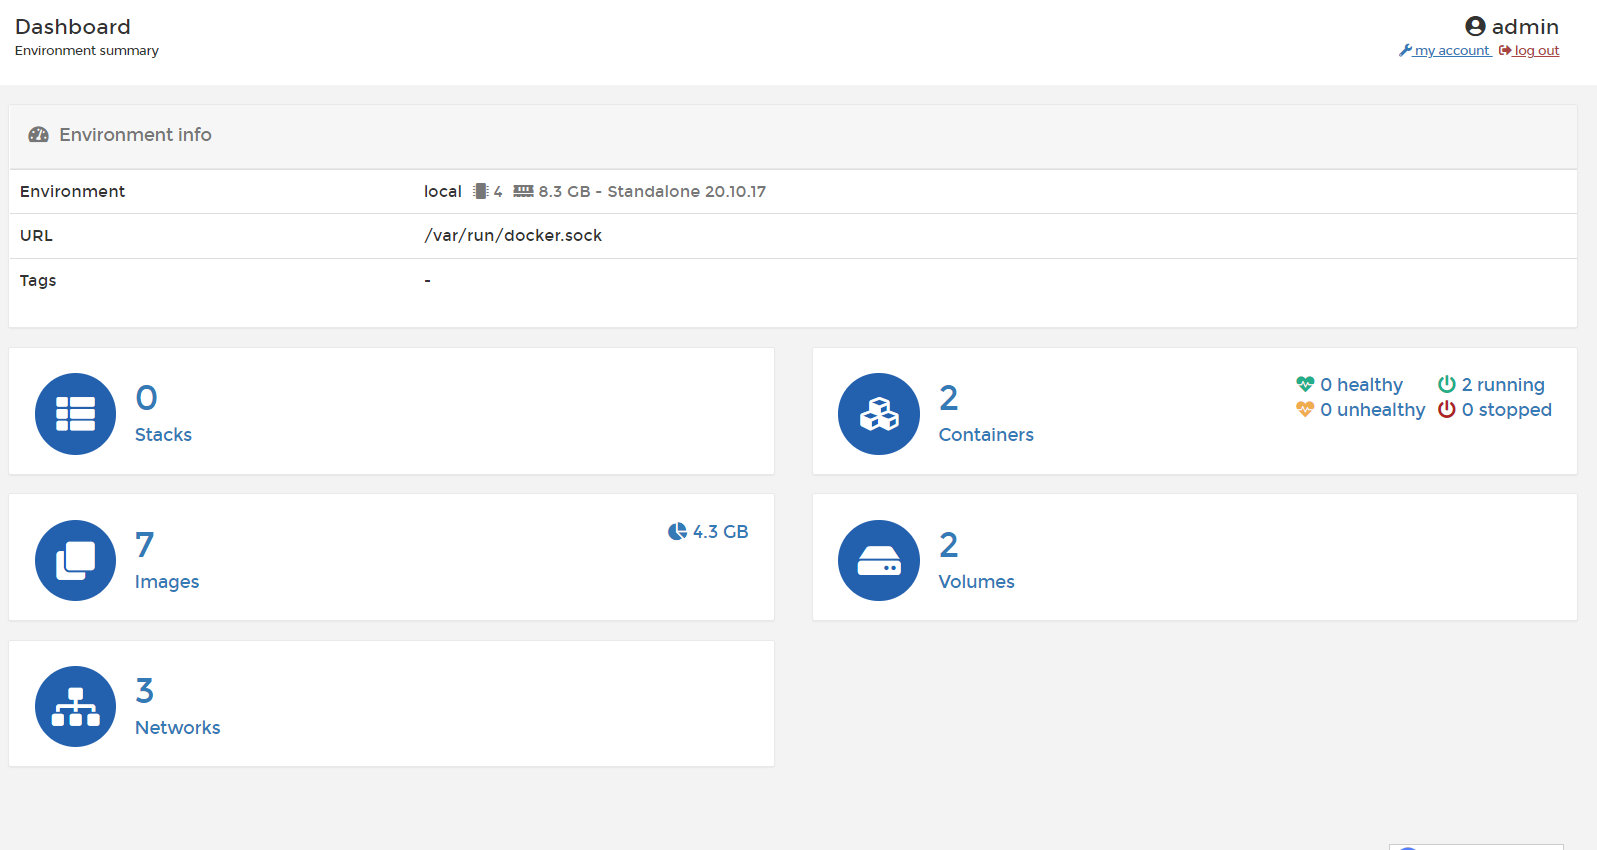 Dashboard
Environment summary
admin
my account log out
Environment info
Environment local 4 8.3 GB - Standalone 20.10.17
URL /var/run/docker.sock
Tags -
0
Stacks
2
Containers
0 healthy 2 running
0 unhealthy 0 stopped
7
Images
4.3 GB
2
Volumes
3
Networks